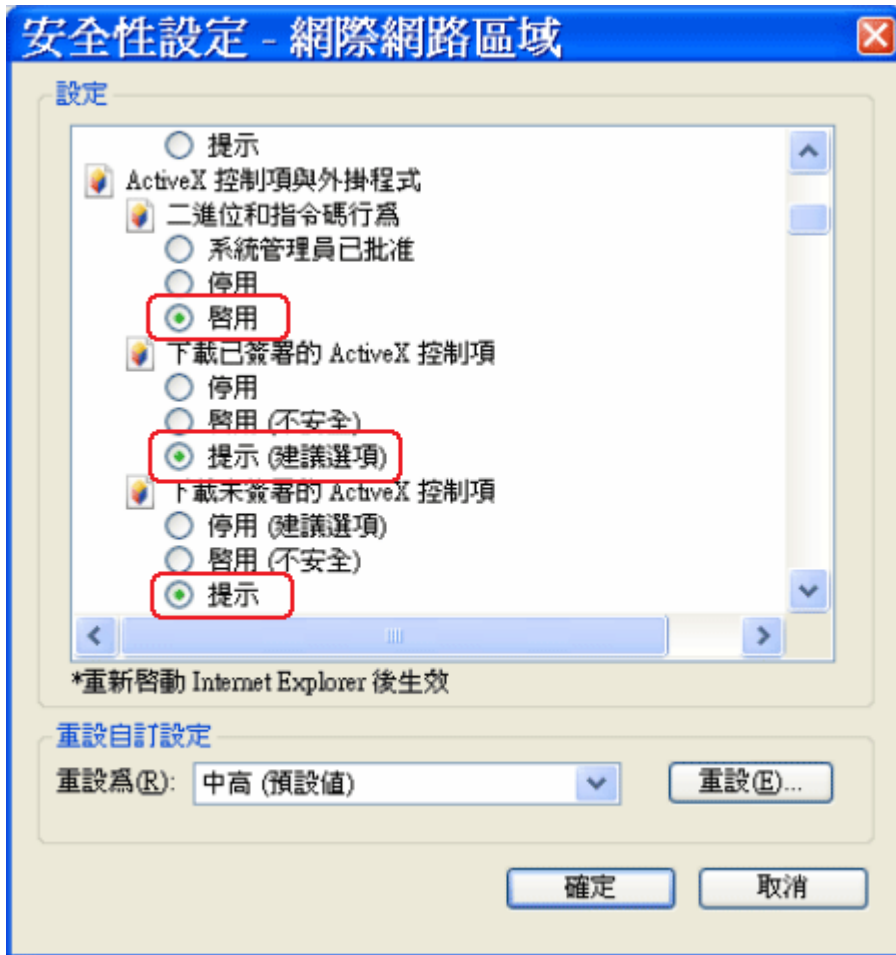 安全性設定 - 網際網路區域
設定
提示
ActiveX 控制項與外掛程式
二進位和指令碼行爲
系統管理員已批准
停用
啓用
下載已簽署的 ActiveX 控制項
停用
啓用 (不安全)
提示 (建議選項)
下載未簽署的 ActiveX 控制項
停用 (建議選項)
啓用 (不安全)
提示
*重新啓動 Internet Explorer 後生效
重設自訂設定
重設爲(R): 中高 (預設值) 重設(E)...
確定 取消